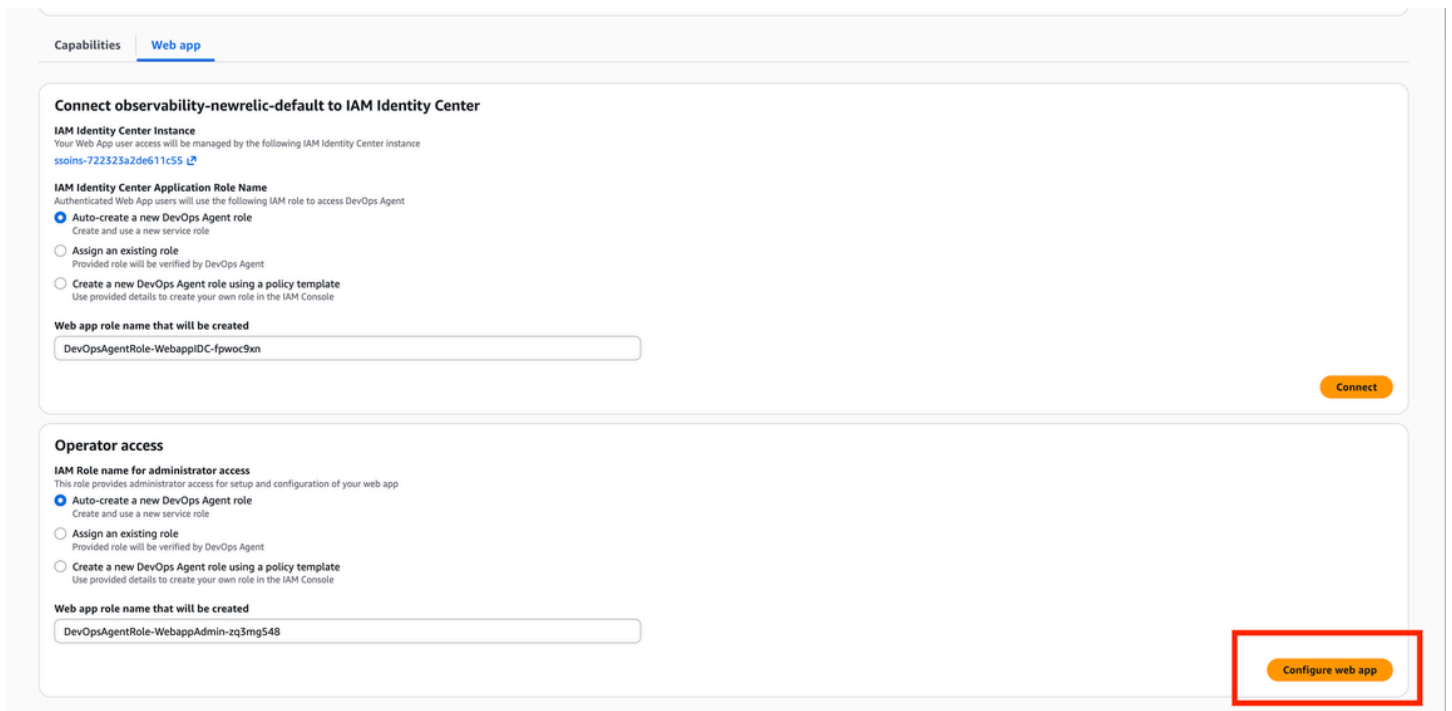 Capabilities
Web app
Connect observability-newrelic-default to IAM Identity Center
IAM Identity Center Instance
Your Web App user access will be managed by the following IAM Identity Center instance
ssoins-722323a2de611c55
IAM Identity Center Application Role Name
Authenticated Web App users will use the following IAM role to access DevOps Agent
Auto-create a new DevOps Agent role
Create and use a new service role
Assign an existing role
Provided role will be verified by DevOps Agent
Create a new DevOps Agent role using a policy template
Use provided details to create your own role in the IAM Console
Web app role name that will be created
DevOpsAgentRole-WebappIDC-fpwoc9xn
Connect
Operator access
IAM Role name for administrator access
This role provides administrator access for setup and configuration of your web app
Auto-create a new DevOps Agent role
Create and use a new service role
Assign an existing role
Provided role will be verified by DevOps Agent
Create a new DevOps Agent role using a policy template
Use provided details to create your own role in the IAM Console
Web app role name that will be created
DevOpsAgentRole-WebappAdmin-zq3mg548
Configure web app